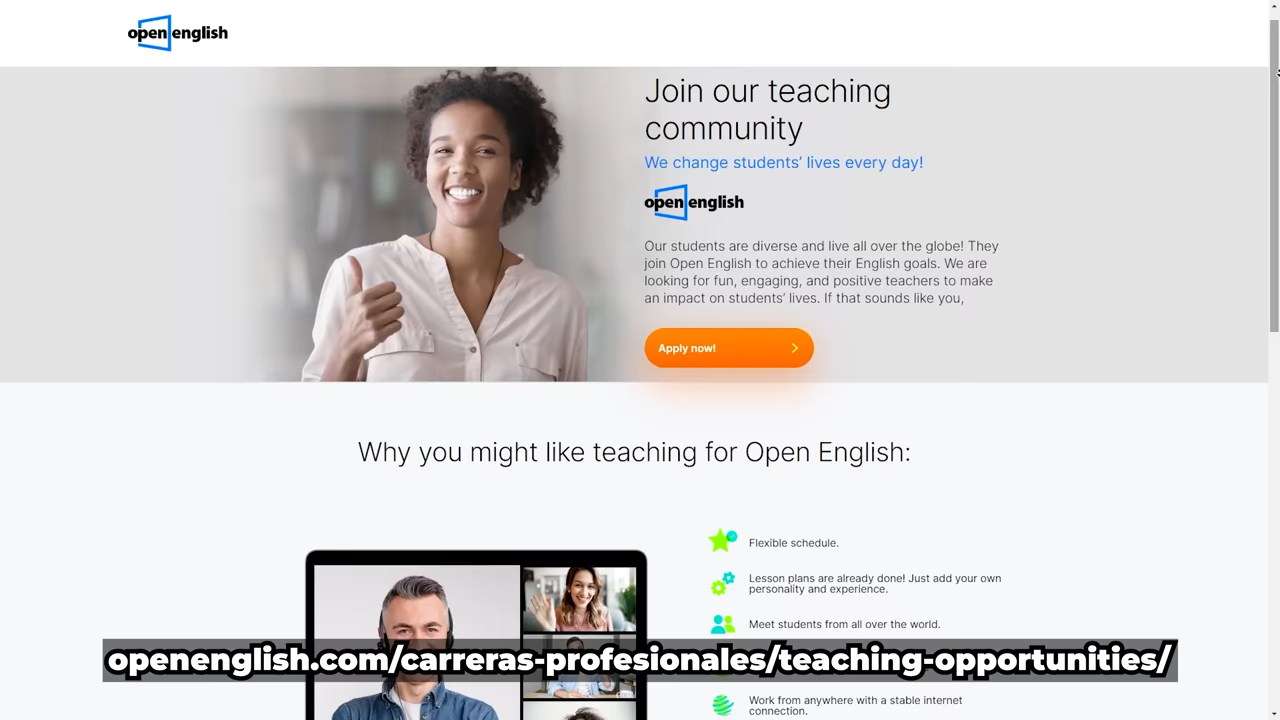 open english
Join our teaching
community
We change students’ lives every day!
open english
Our students are diverse and live all over the globe! They
join Open English to achieve their English goals. We are
looking for fun, engaging, and positive teachers to make
an impact on students’ lives. If that sounds like you,
Apply now!
Why you might like teaching for Open English:
Flexible schedule.
Lesson plans are already done! Just add your own
personality and experience.
Meet students from all over the world.
openenglish.com/carreras-profesionales/teaching-opportunities/
Work from anywhere with a stable internet
connection.